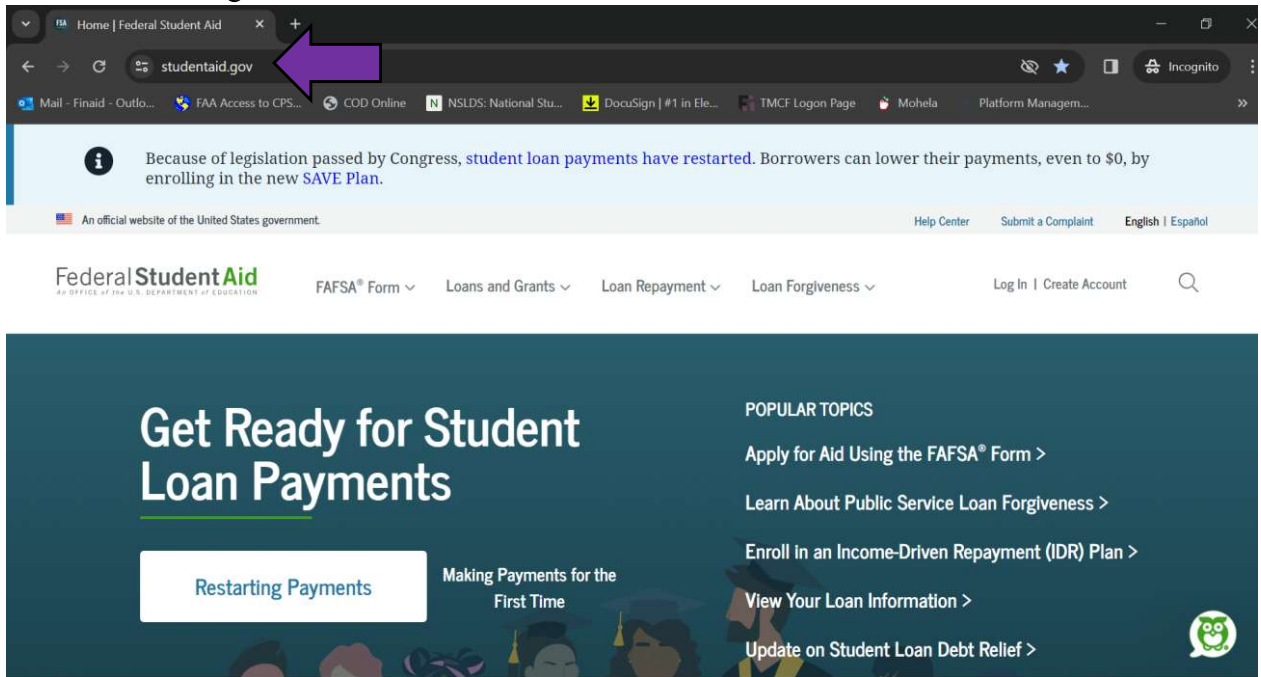 Home | Federal Student Aid
studentaid.gov
Incognito
Mail - Finaid - Outlo... FAA Access to CPS... COD Online NSLDS: National Stu... DocuSign | #1 in Ele... TMCF Logon Page Mohela Platform Managem... »
Because of legislation passed by Congress, student loan payments have restarted. Borrowers can lower their payments, even to $0, by
enrolling in the new SAVE Plan.
An official website of the United States government. Help Center Submit a Complaint English | Español
Federal Student Aid
An OFFICE of the U.S. DEPARTMENT of EDUCATION
FAFSA® Form Loans and Grants Loan Repayment Loan Forgiveness Log In | Create Account
Get Ready for Student
Loan Payments
Restarting Payments
Making Payments for the
First Time
POPULAR TOPICS
Apply for Aid Using the FAFSA® Form >
Learn About Public Service Loan Forgiveness >
Enroll in an Income-Driven Repayment (IDR) Plan >
View Your Loan Information >
Update on Student Loan Debt Relief >